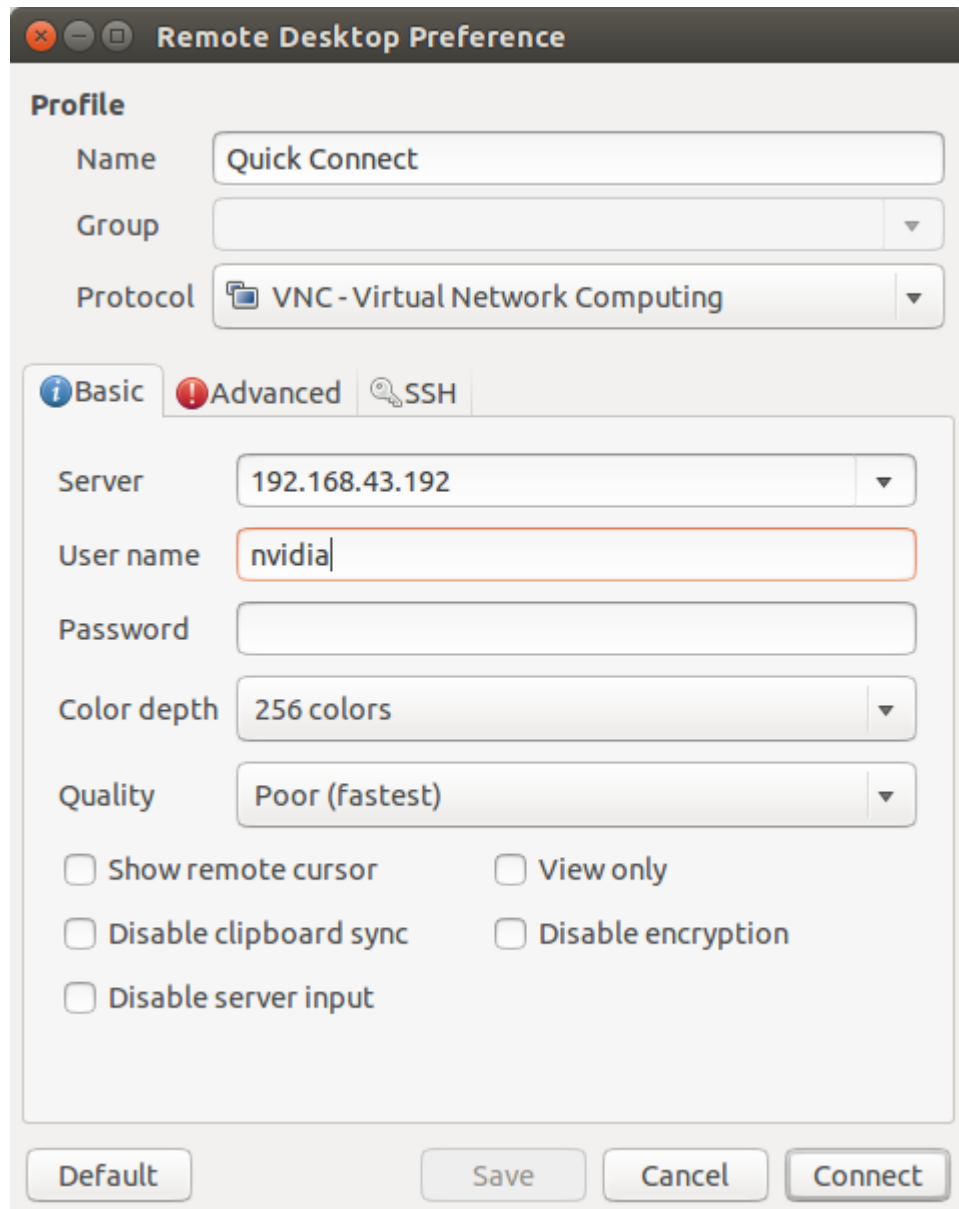 Remote Desktop Preference
Profile
Name Quick Connect
Group
Protocol VNC - Virtual Network Computing
Basic Advanced SSH
Server 192.168.43.192
User name nvidia
Password
Color depth 256 colors
Quality Poor (fastest)
Show remote cursor View only
Disable clipboard sync Disable encryption
Disable server input
Default Save Cancel Connect